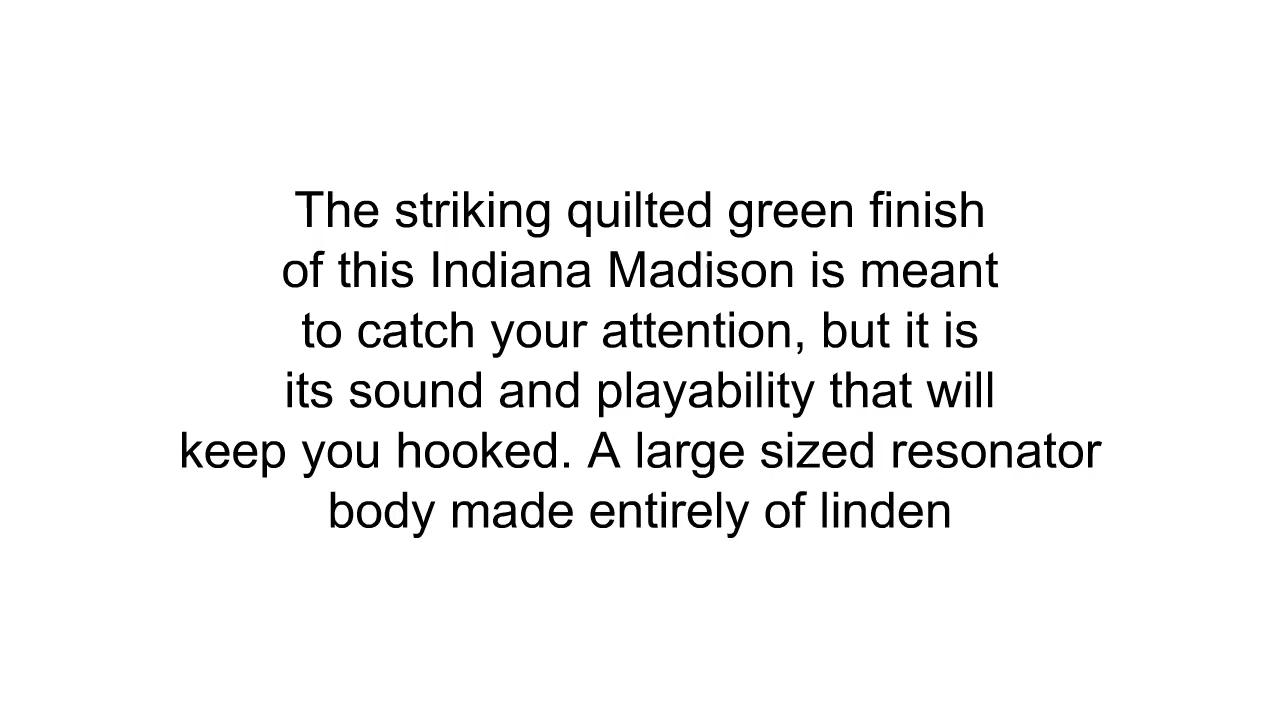 The striking quilted green finish
of this Indiana Madison is meant
to catch your attention, but it is
its sound and playability that will
keep you hooked. A large sized resonator
body made entirely of linden